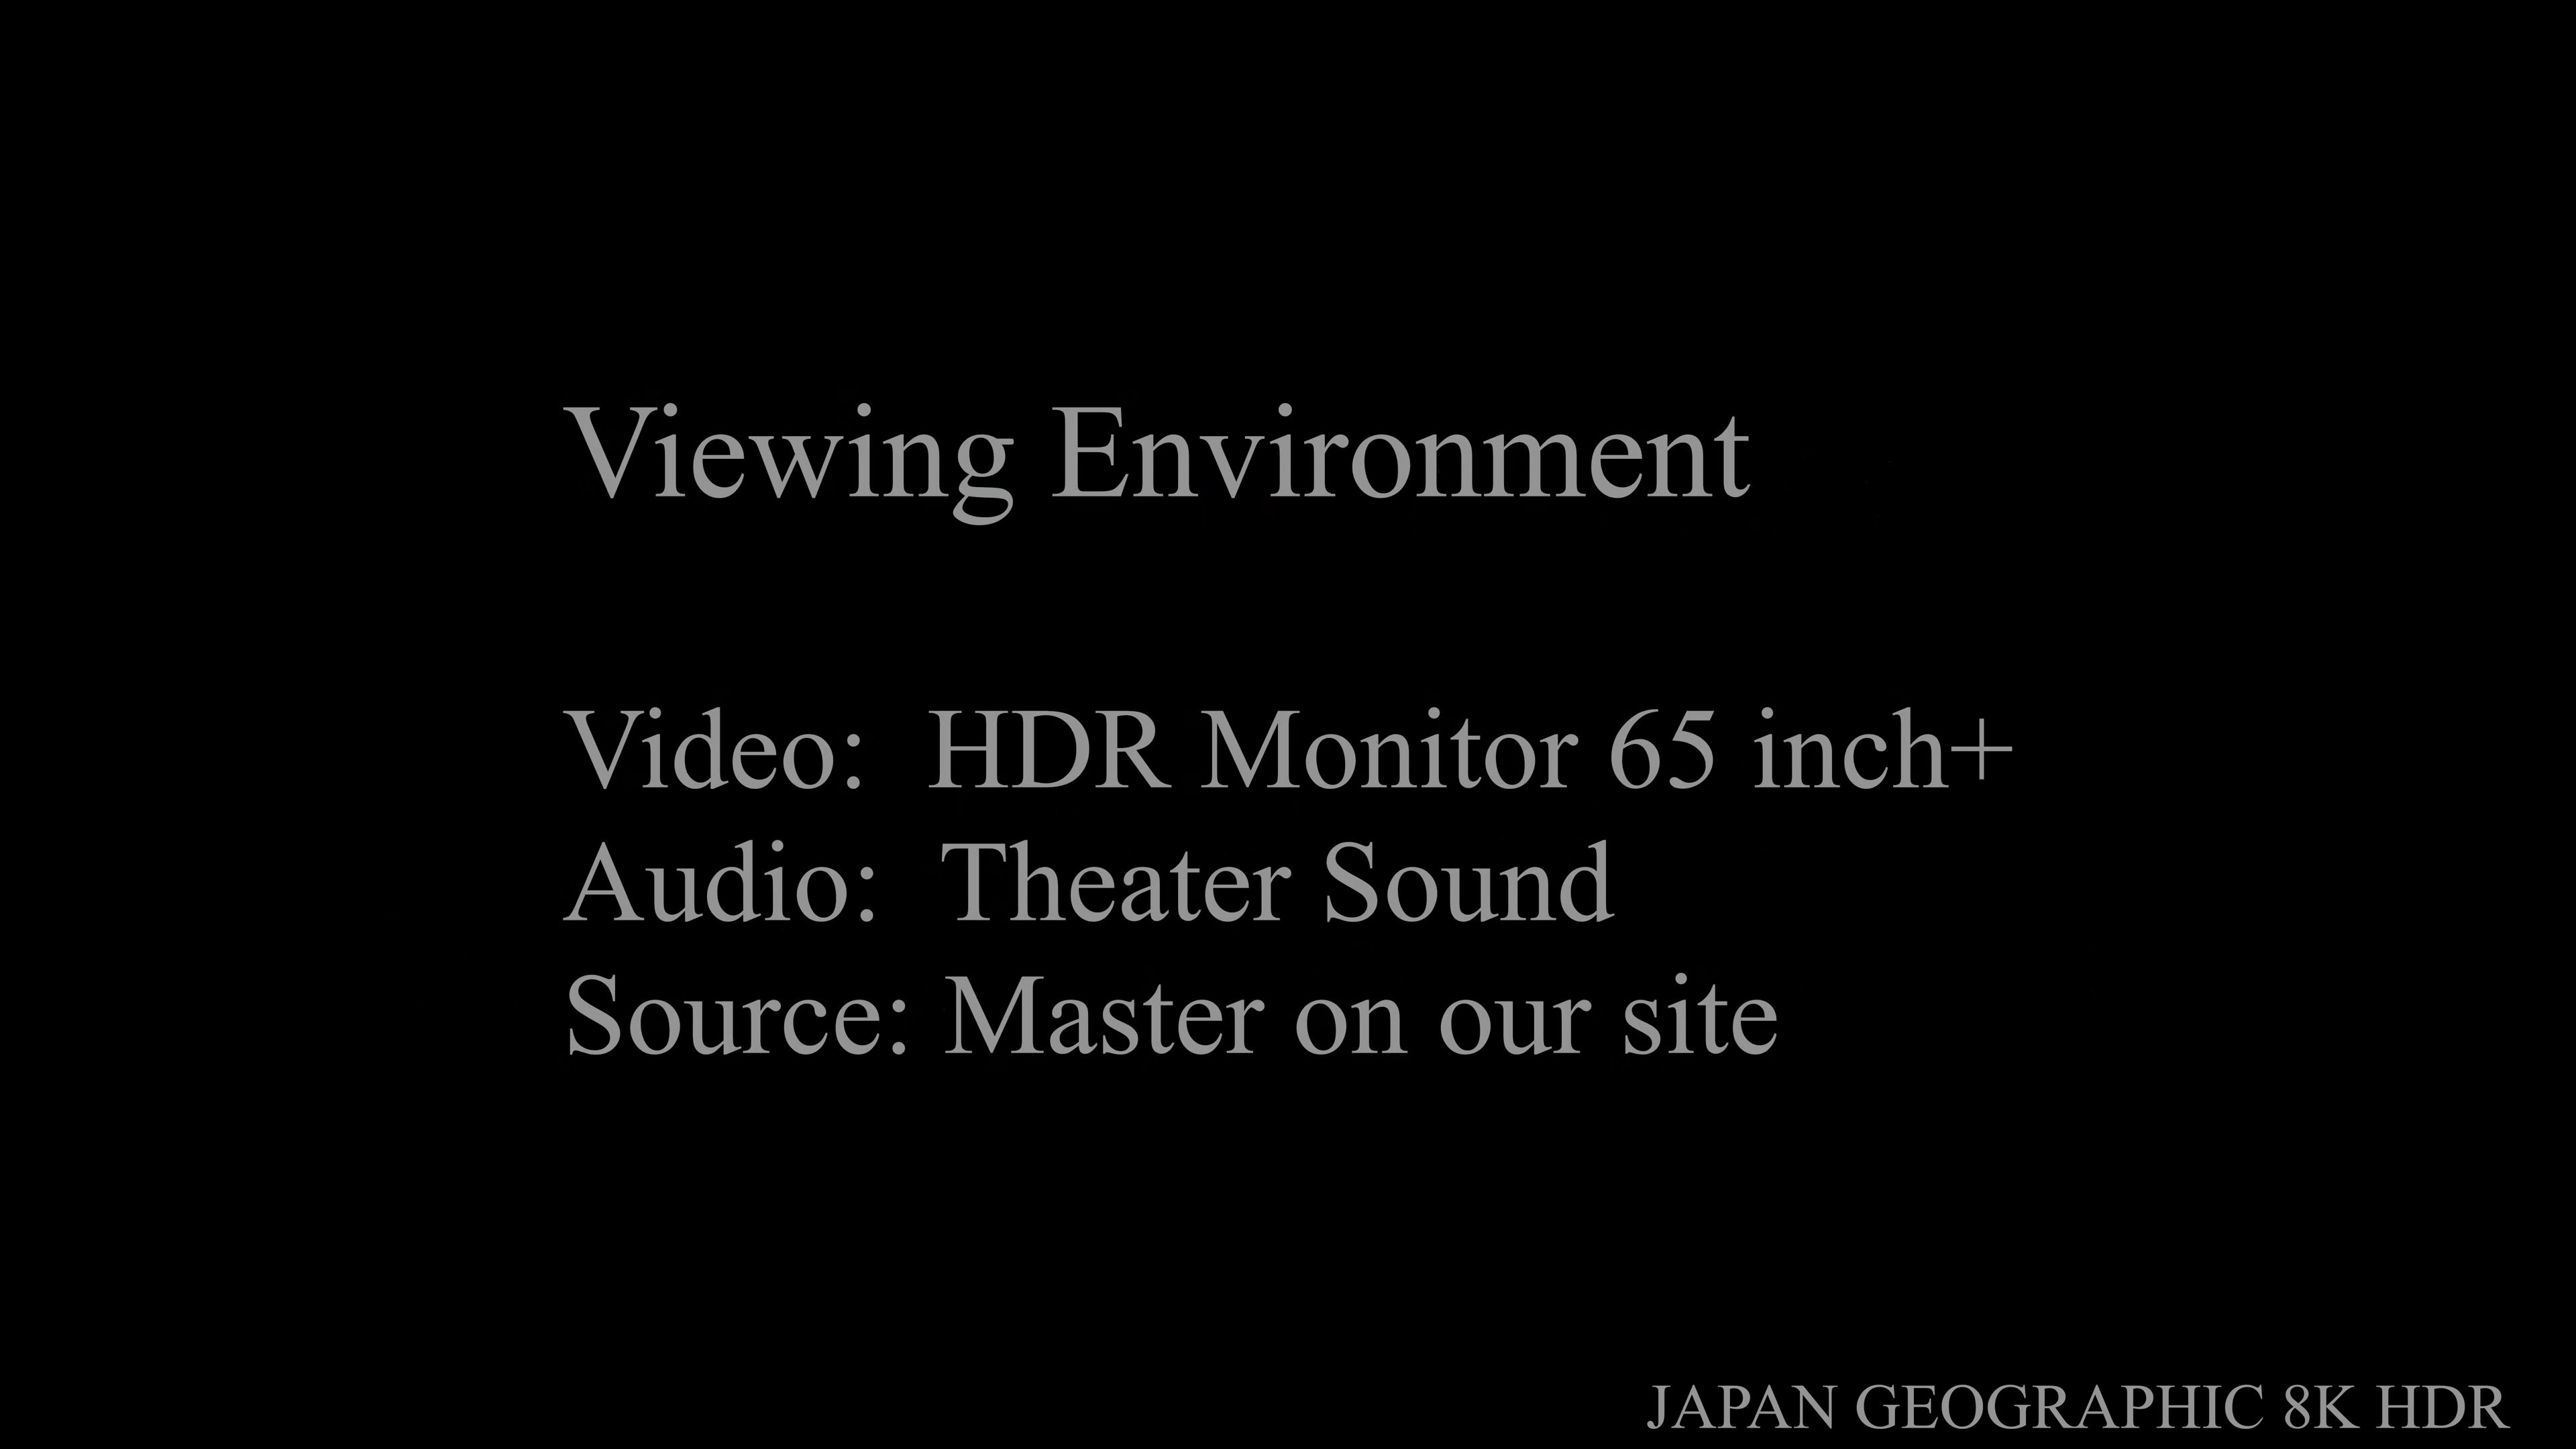 Viewing Environment
Video:  HDR Monitor 65 inch+
Audio:  Theater Sound
Source: Master on our site
JAPAN GEOGRAPHIC 8K HDR